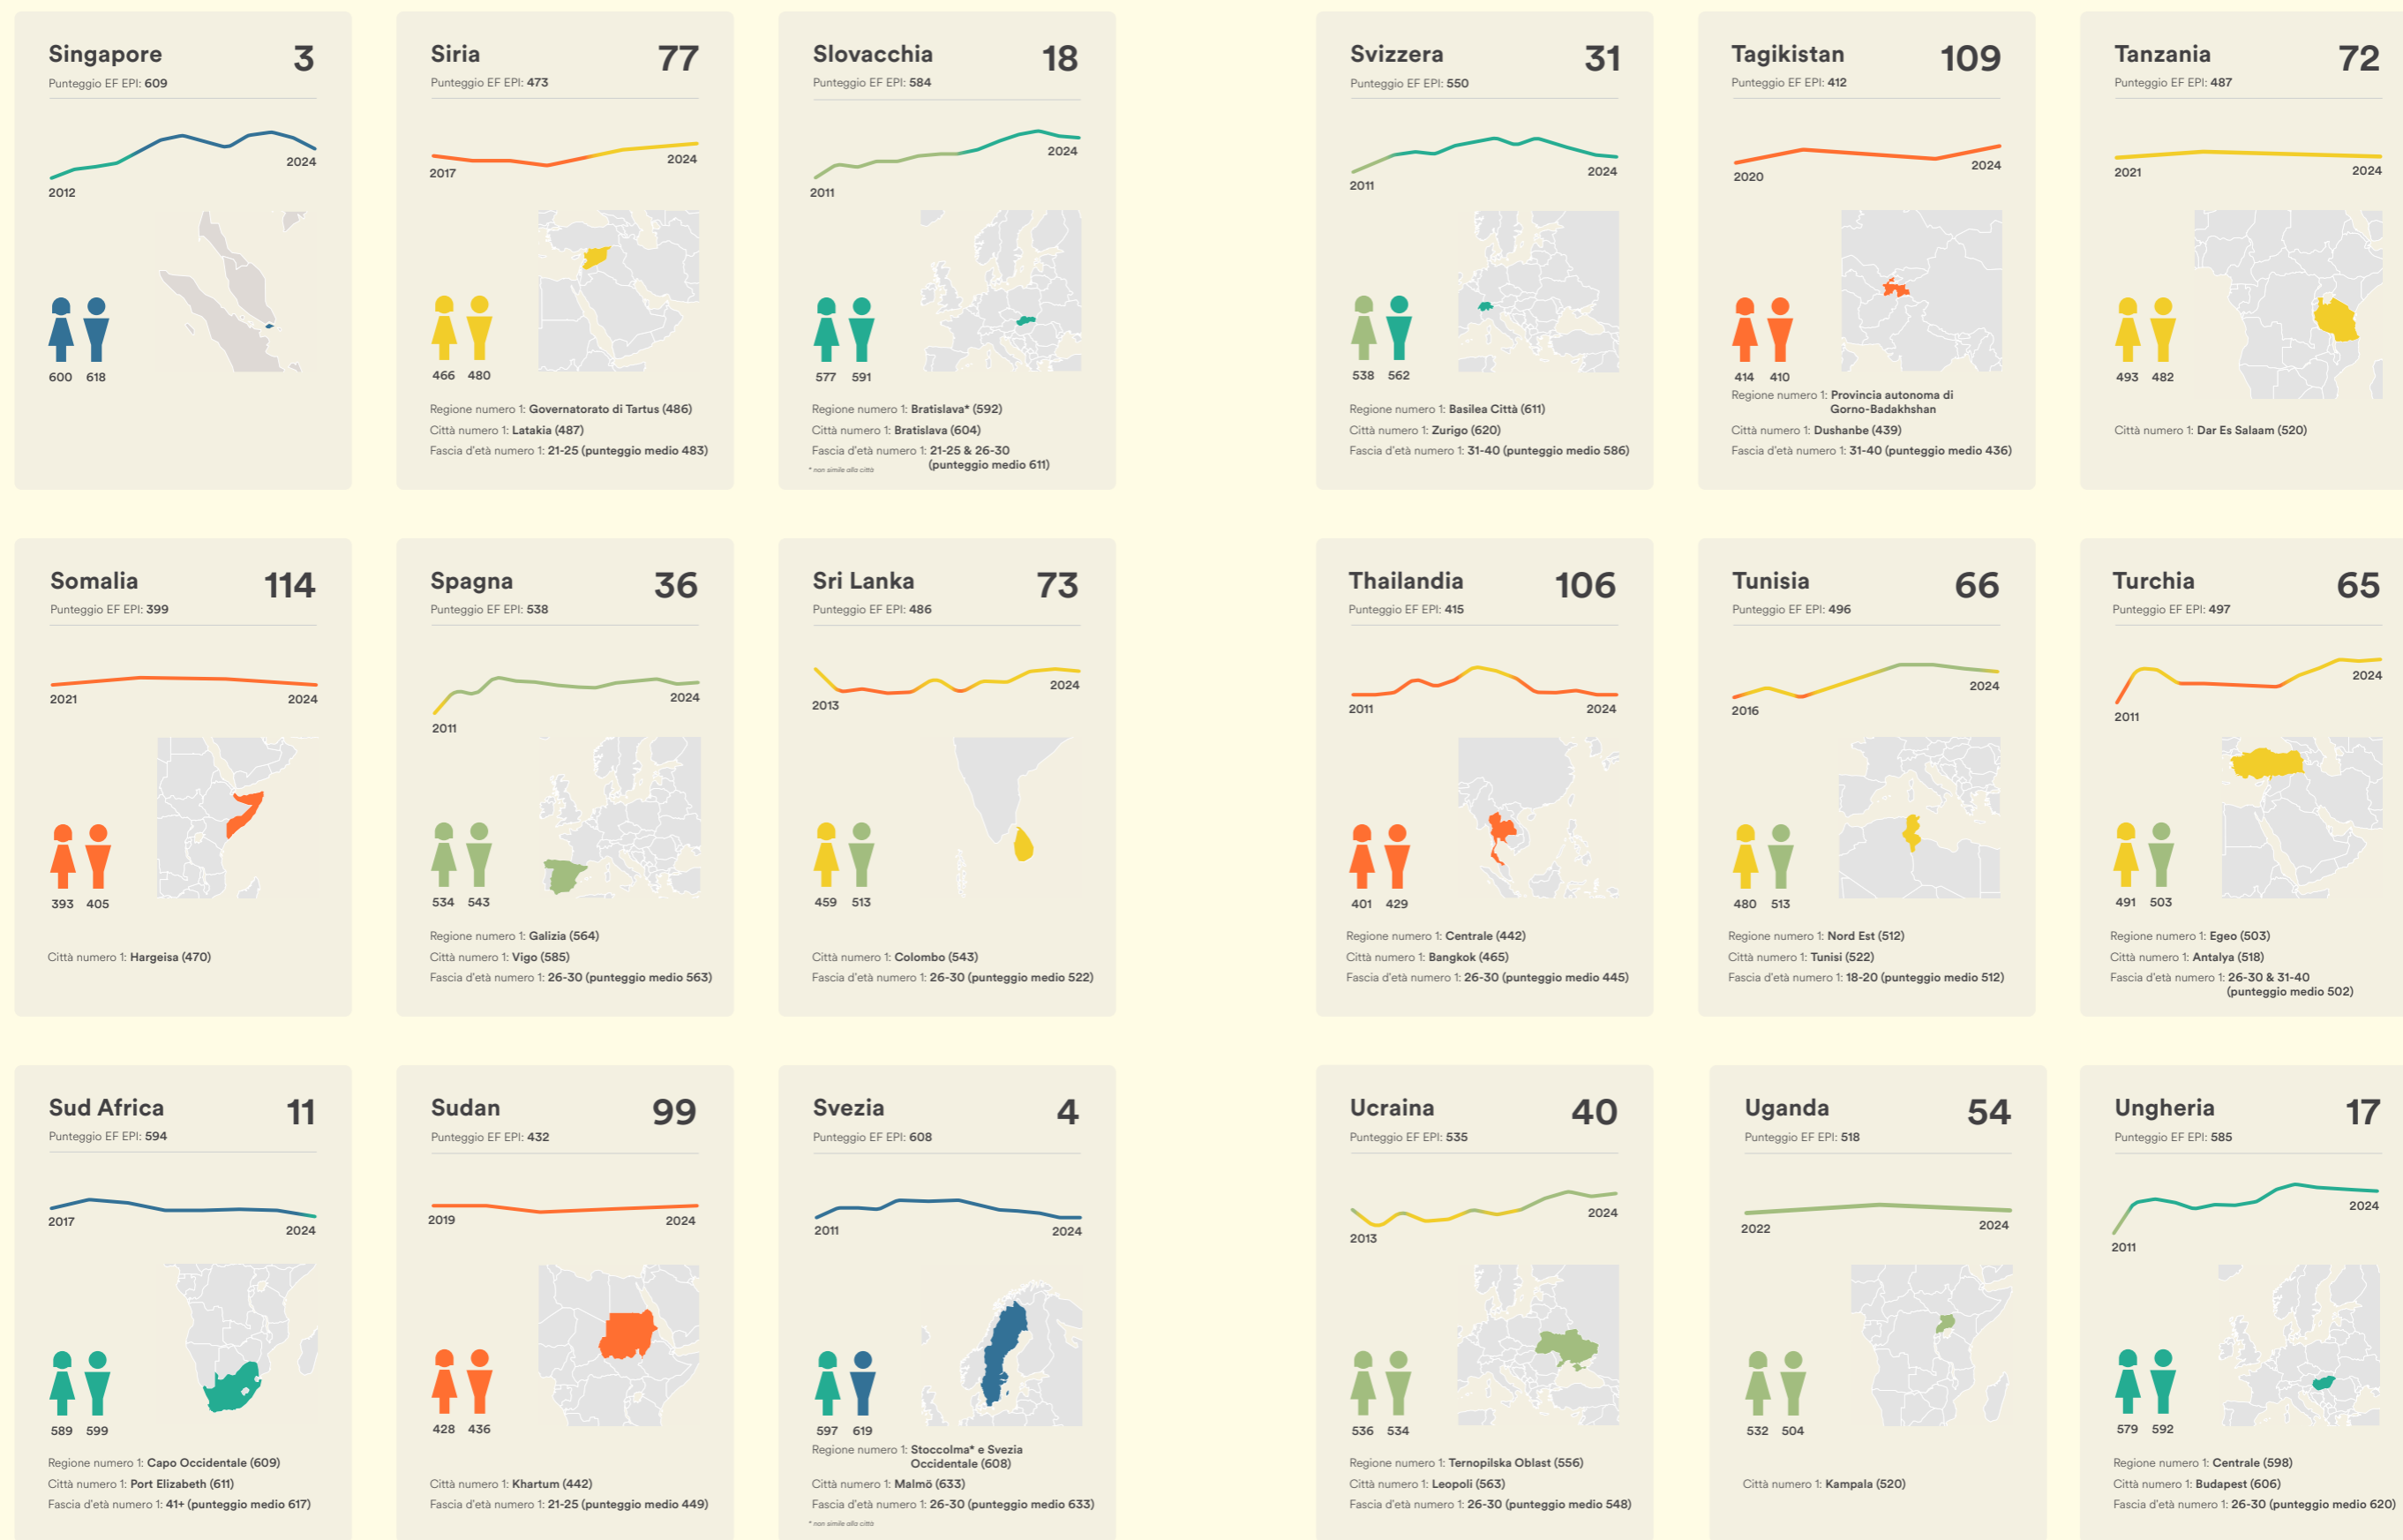 Singapore 3
Punteggio EF EPI: 609
2012
2024
600 618
Siria 77
Punteggio EF EPI: 473
2017
2024
466 480
Regione numero 1: Governatorato di Tartus (486)
Città numero 1: Latakia (487)
Fascia d'età numero 1: 21-25 (punteggio medio 483)
Slovacchia 18
Punteggio EF EPI: 584
2011
2024
577 591
Regione numero 1: Bratislava* (592)
Città numero 1: Bratislava (604)
Fascia d'età numero 1: 21-25 & 26-30
(punteggio medio 611)
* non simile alla città
Svizzera 31
Punteggio EF EPI: 550
2011
2024
538 562
Regione numero 1: Basilea Città (611)
Città numero 1: Zurigo (620)
Fascia d'età numero 1: 31-40 (punteggio medio 586)
Tagikistan 109
Punteggio EF EPI: 412
2020
2024
414 410
Regione numero 1: Provincia autonoma di
Gorno-Badakhshan
Città numero 1: Dushanbe (439)
Fascia d'età numero 1: 31-40 (punteggio medio 436)
Tanzania 72
Punteggio EF EPI: 487
2021
2024
493 482
Città numero 1: Dar Es Salaam (520)
Somalia 114
Punteggio EF EPI: 399
2021
2024
393 405
Città numero 1: Hargeisa (470)
Spagna 36
Punteggio EF EPI: 538
2011
2024
534 543
Regione numero 1: Galizia (564)
Città numero 1: Vigo (585)
Fascia d'età numero 1: 26-30 (punteggio medio 563)
Sri Lanka 73
Punteggio EF EPI: 486
2013
2024
459 513
Città numero 1: Colombo (543)
Fascia d'età numero 1: 26-30 (punteggio medio 522)
Thailandia 106
Punteggio EF EPI: 415
2011
2024
401 429
Regione numero 1: Centrale (442)
Città numero 1: Bangkok (465)
Fascia d'età numero 1: 26-30 (punteggio medio 445)
Tunisia 66
Punteggio EF EPI: 496
2016
2024
480 513
Regione numero 1: Nord Est (512)
Città numero 1: Tunisi (522)
Fascia d'età numero 1: 18-20 (punteggio medio 512)
Turchia 65
Punteggio EF EPI: 497
2011
2024
491 503
Regione numero 1: Egeo (503)
Città numero 1: Antalya (518)
Fascia d'età numero 1: 26-30 & 31-40
(punteggio medio 502)
Sud Africa 11
Punteggio EF EPI: 594
2017
2024
589 599
Regione numero 1: Capo Occidentale (609)
Città numero 1: Port Elizabeth (611)
Fascia d'età numero 1: 41+ (punteggio medio 617)
Sudan 99
Punteggio EF EPI: 432
2019
2024
428 436
Città numero 1: Khartum (442)
Fascia d'età numero 1: 21-25 (punteggio medio 449)
Svezia 4
Punteggio EF EPI: 608
2011
2024
597 619
Regione numero 1: Stoccolma* e Svezia
Occidentale (608)
Città numero 1: Malmö (633)
Fascia d'età numero 1: 26-30 (punteggio medio 633)
* non simile alla città
Ucraina 40
Punteggio EF EPI: 535
2013
2024
536 534
Regione numero 1: Ternopilska Oblast (556)
Città numero 1: Leopoli (563)
Fascia d'età numero 1: 26-30 (punteggio medio 548)
Uganda 54
Punteggio EF EPI: 518
2022
2024
532 504
Città numero 1: Kampala (520)
Ungheria 17
Punteggio EF EPI: 585
2011
2024
579 592
Regione numero 1: Centrale (598)
Città numero 1: Budapest (606)
Fascia d'età numero 1: 26-30 (punteggio medio 620)